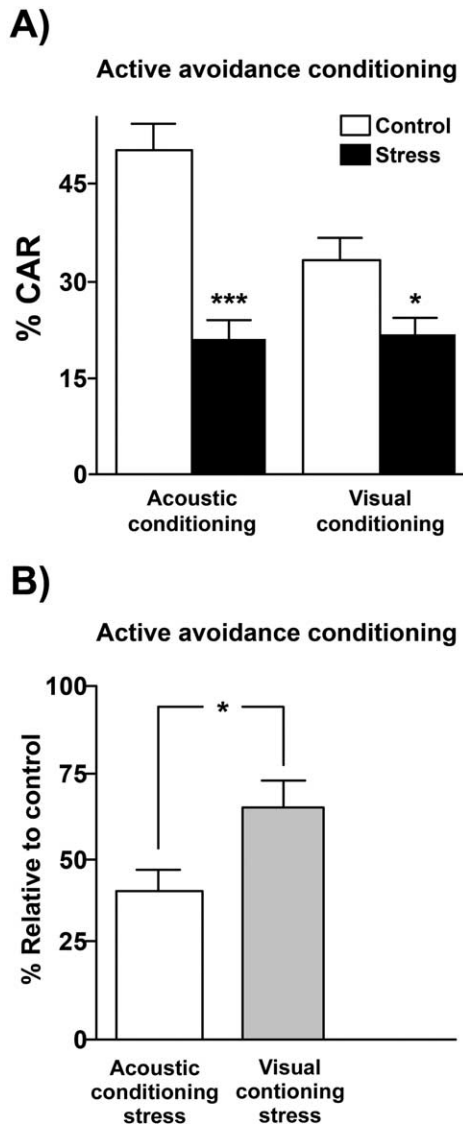 A)
Active avoidance conditioning
Control
Stress
% CAR
45
30
15
0
***
*
Acoustic
conditioning
Visual
conditioning
B)
Active avoidance conditioning
% Relative to control
100
75
50
25
0
*
Acoustic
conditioning
stress
Visual
contioning
stress